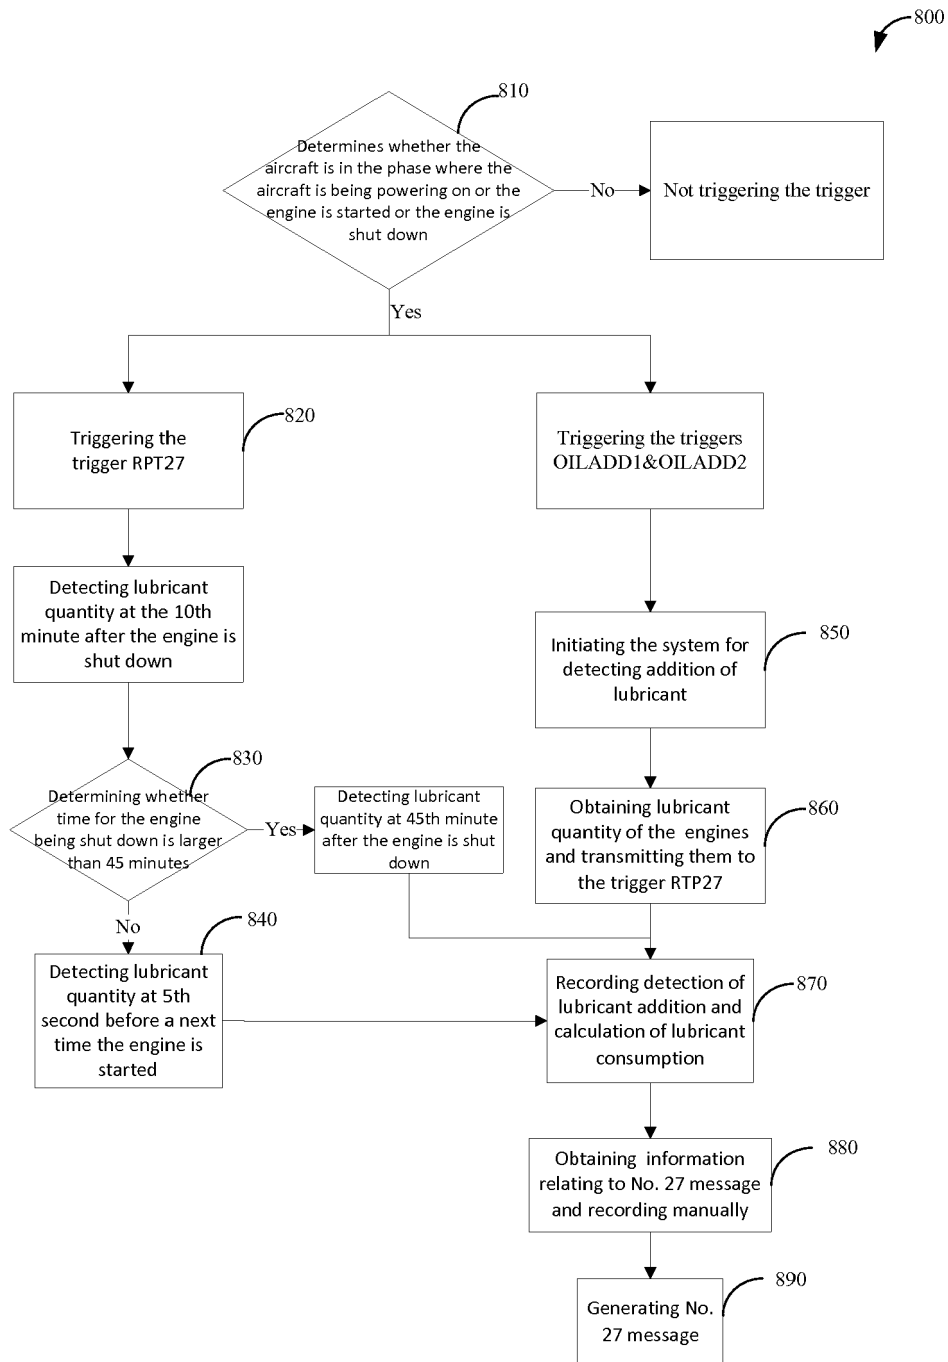 800
810
Determines whether the
aircraft is in the phase where the
aircraft is being powering on or the
engine is started or the engine is
shut down
No
Not triggering the trigger
Yes
820
Triggering the
trigger RPT27
Triggering the triggers
OILADD1&OILADD2
Detecting lubricant
quantity at the 10th
minute after the engine is
shut down
850
Initiating the system for
detecting addition of
lubricant
830
Determining whether
time for the engine
being shut down is larger
than 45 minutes
Yes
Detecting lubricant
quantity at 45th minute
after the engine is shut
down
860
Obtaining lubricant
quantity of the engines
and transmitting them to
the trigger RTP27
No
840
Detecting lubricant
quantity at 5th
second before a next
time the engine is
started
870
Recording detection of
lubricant addition and
calculation of lubricant
consumption
880
Obtaining information
relating to No. 27 message
and recording manually
890
Generating No.
27 message